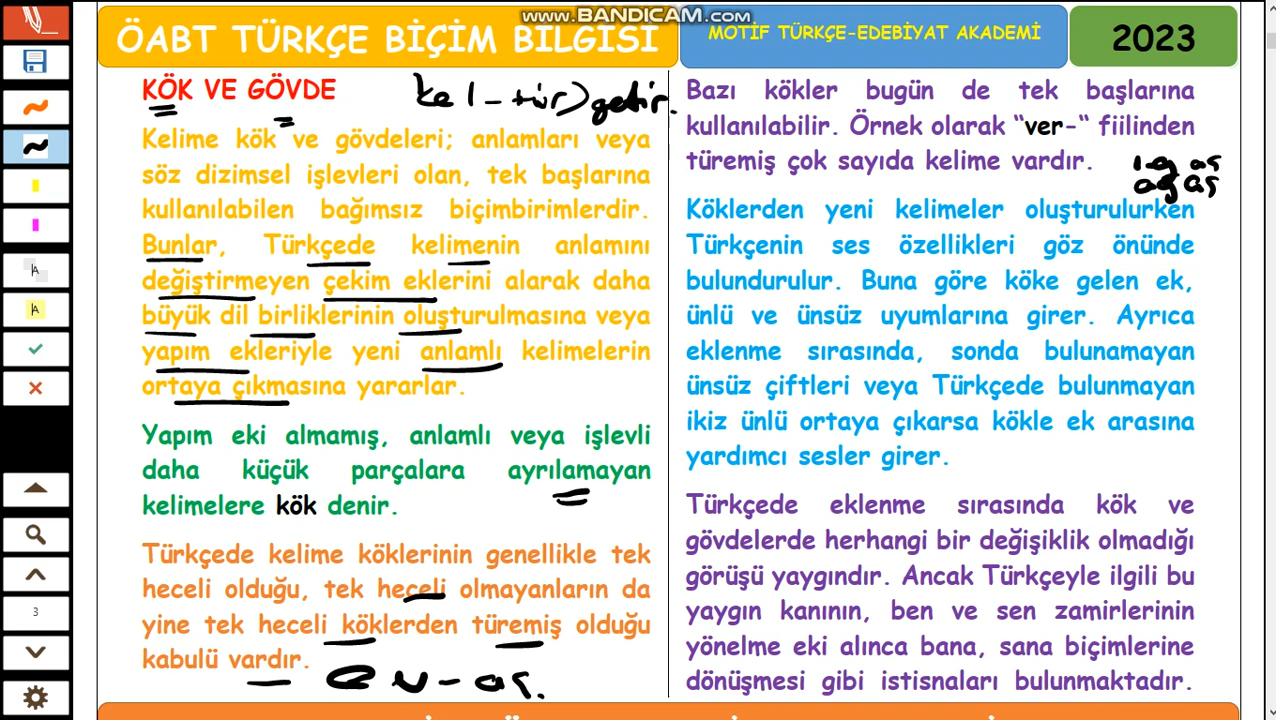 www.BANDICAM.com
ÖABT TÜRKÇE BİÇİM BİLGİSİ
MOTİF TÜRKÇE-EDEBİYAT AKADEMİ
2023
KÖK VE GÖVDE
kel-tür>getir.
Kelime kök ve gövdeleri; anlamları veya
söz dizimsel işlevleri olan, tek başlarına
kullanılabilen bağımsız biçimbirimlerdir.
Bunlar, Türkçede kelimenin anlamını
değiştirmeyen çekim eklerini alarak daha
büyük dil birliklerinin oluşturulmasına veya
yapım ekleriyle yeni anlamlı kelimelerin
ortaya çıkmasına yararlar.
Yapım eki almamış, anlamlı veya işlevli
daha küçük parçalara ayrılamayan
kelimelere kök denir.
Türkçede kelime köklerinin genellikle tek
heceli olduğu, tek heceli olmayanların da
yine tek heceli köklerden türemiş olduğu
kabulü vardır.
Bazı kökler bugün de tek başlarına
kullanılabilir. Örnek olarak “ver-“ fiilinden
türemiş çok sayıda kelime vardır.
ağ aş
Köklerden yeni kelimeler oluşturulurken
Türkçenin ses özellikleri göz önünde
bulundurulur. Buna göre köke gelen ek,
ünlü ve ünsüz uyumlarına girer. Ayrıca
eklenme sırasında, sonda bulunamayan
ünsüz çiftleri veya Türkçede bulunmayan
ikiz ünlü ortaya çıkarsa kökle ek arasına
yardımcı sesler girer.
Türkçede eklenme sırasında kök ve
gövdelerde herhangi bir değişiklik olmadığı
görüşü yaygındır. Ancak Türkçeyle ilgili bu
yaygın kanının, ben ve sen zamirlerinin
yönelme eki alınca bana, sana biçimlerine
dönüşmesi gibi istisnaları bulunmaktadır.
3